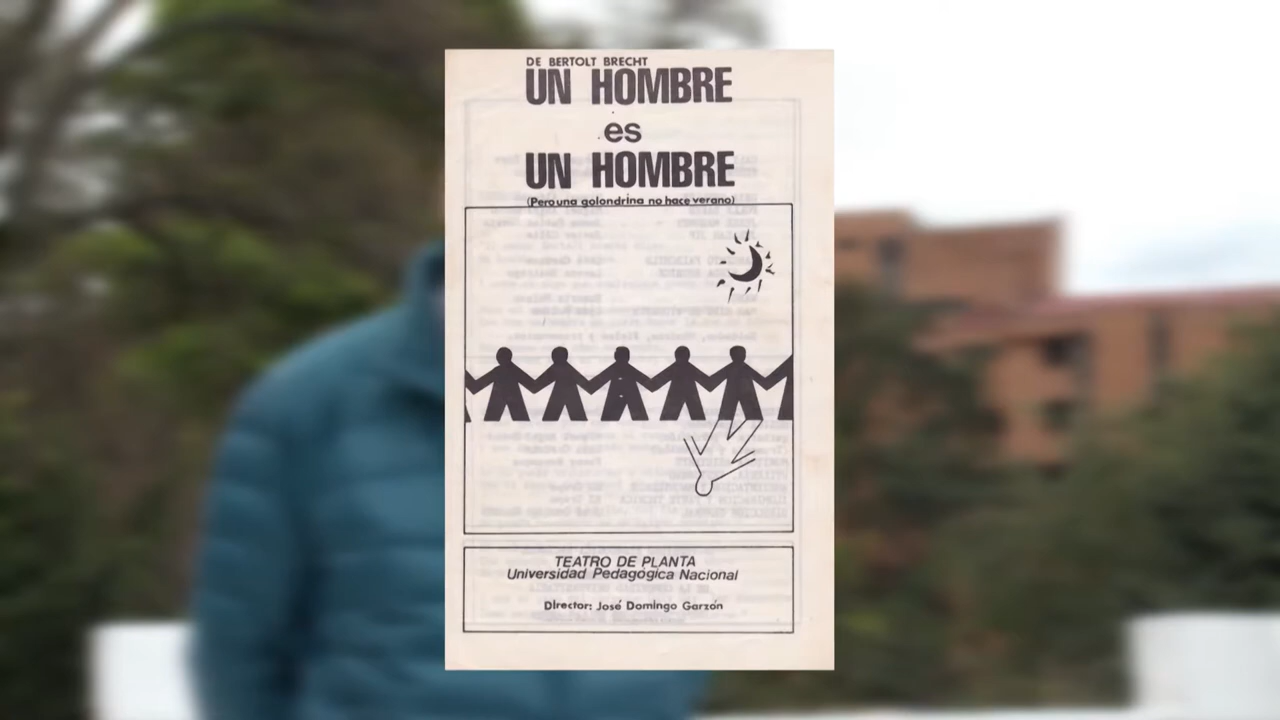 DE BERTOLT BRECHT
UN HOMBRE
es
UN HOMBRE
(Pero una golondrina no hace verano)
TEATRO DE PLANTA
Universidad Pedagógica Nacional
Director: José Domingo Garzón